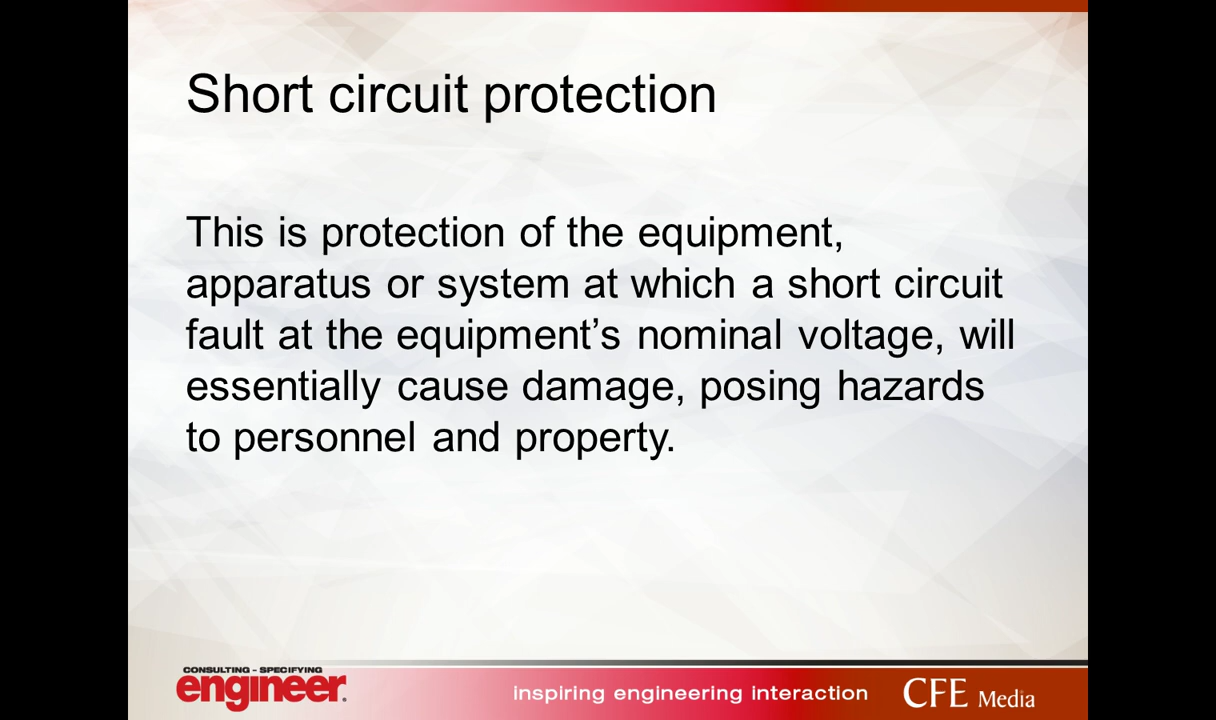 Short circuit protection
This is protection of the equipment,
apparatus or system at which a short circuit
fault at the equipment’s nominal voltage, will
essentially cause damage, posing hazards
to personnel and property.
CONSULTING - SPECIFYING
engineer.
inspiring engineering interaction
CFE Media